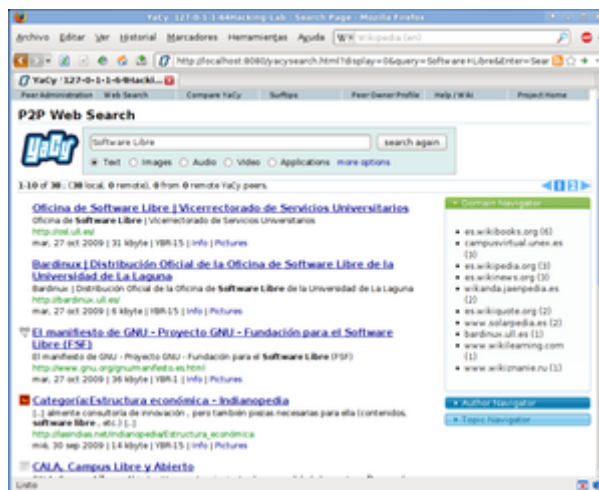 YaCy '127-0-1-1-64Hacking-Lab': Search Page - Mozilla Firefox
Archivo Editar Ver Historial Marcadores Herramientas Ayuda Wikipedia (en)
http://localhost:8080/yacysearch.html?display=0&query=Software+Libre&Enter=Sear
YaCy '127-0-1-1-64Hacki...
Peer Administration Web Search Compare YaCy Surftips Peer Owner Profile Help / Wiki Project Home
P2P Web Search
YaCy
Software Libre search again
Text Images Audio Video Applications more options
1-10 of 38 ; (38 local, 0 remote), 0 from 0 remote YaCy peers. 1 2
Oficina de Software Libre | Vicerrectorado de Servicios Universitarios
Oficina de Software Libre | Vicerrectorado de Servicios Universitarios
http://osl.ull.es/
mar, 27 oct 2009 | 31 kbyte | YBR-15 | Info | Pictures
Bardinux | Distribución Oficial de la Oficina de Software Libre de la
Universidad de La Laguna
Bardinux | Distribución Oficial de la Oficina de Software Libre de la Universidad de La Laguna
http://bardinux.ull.es/
mar, 27 oct 2009 | 6 kbyte | YBR-15 | Info | Pictures
El manifiesto de GNU - Proyecto GNU - Fundación para el Software
Libre (FSF)
El manifiesto de GNU - Proyecto GNU - Fundación para el Software Libre (FSF)
http://www.gnu.org/gnu/manifesto.es.html
mar, 27 oct 2009 | 36 kbyte | YBR-1 | Info | Pictures
Categoría:Estructura económica - Indianopedia
[..] almente consultoría de innovación , pero también piezas necesarias para ella (contenidos,
software libre , etc.) [..]
http://lasindias.net/indianopedia/Estructura_económica
mié, 30 sep 2009 | 14 kbyte | YBR-15 | Info | Pictures
CALA, Campus Libre y Abierto
Domain Navigator
es.wikibooks.org (6)
campusvirtual.unex.es
(3)
es.wikipedia.org (3)
es.wikinews.org (3)
wikanda.jaenpedia.es
(2)
es.wikiquote.org (2)
www.solarpedia.es (2)
bardinux.ull.es (1)
www.wikilearning.com
(1)
www.wikiznanie.ru (1)
Author Navigator
Topic Navigator
Listo